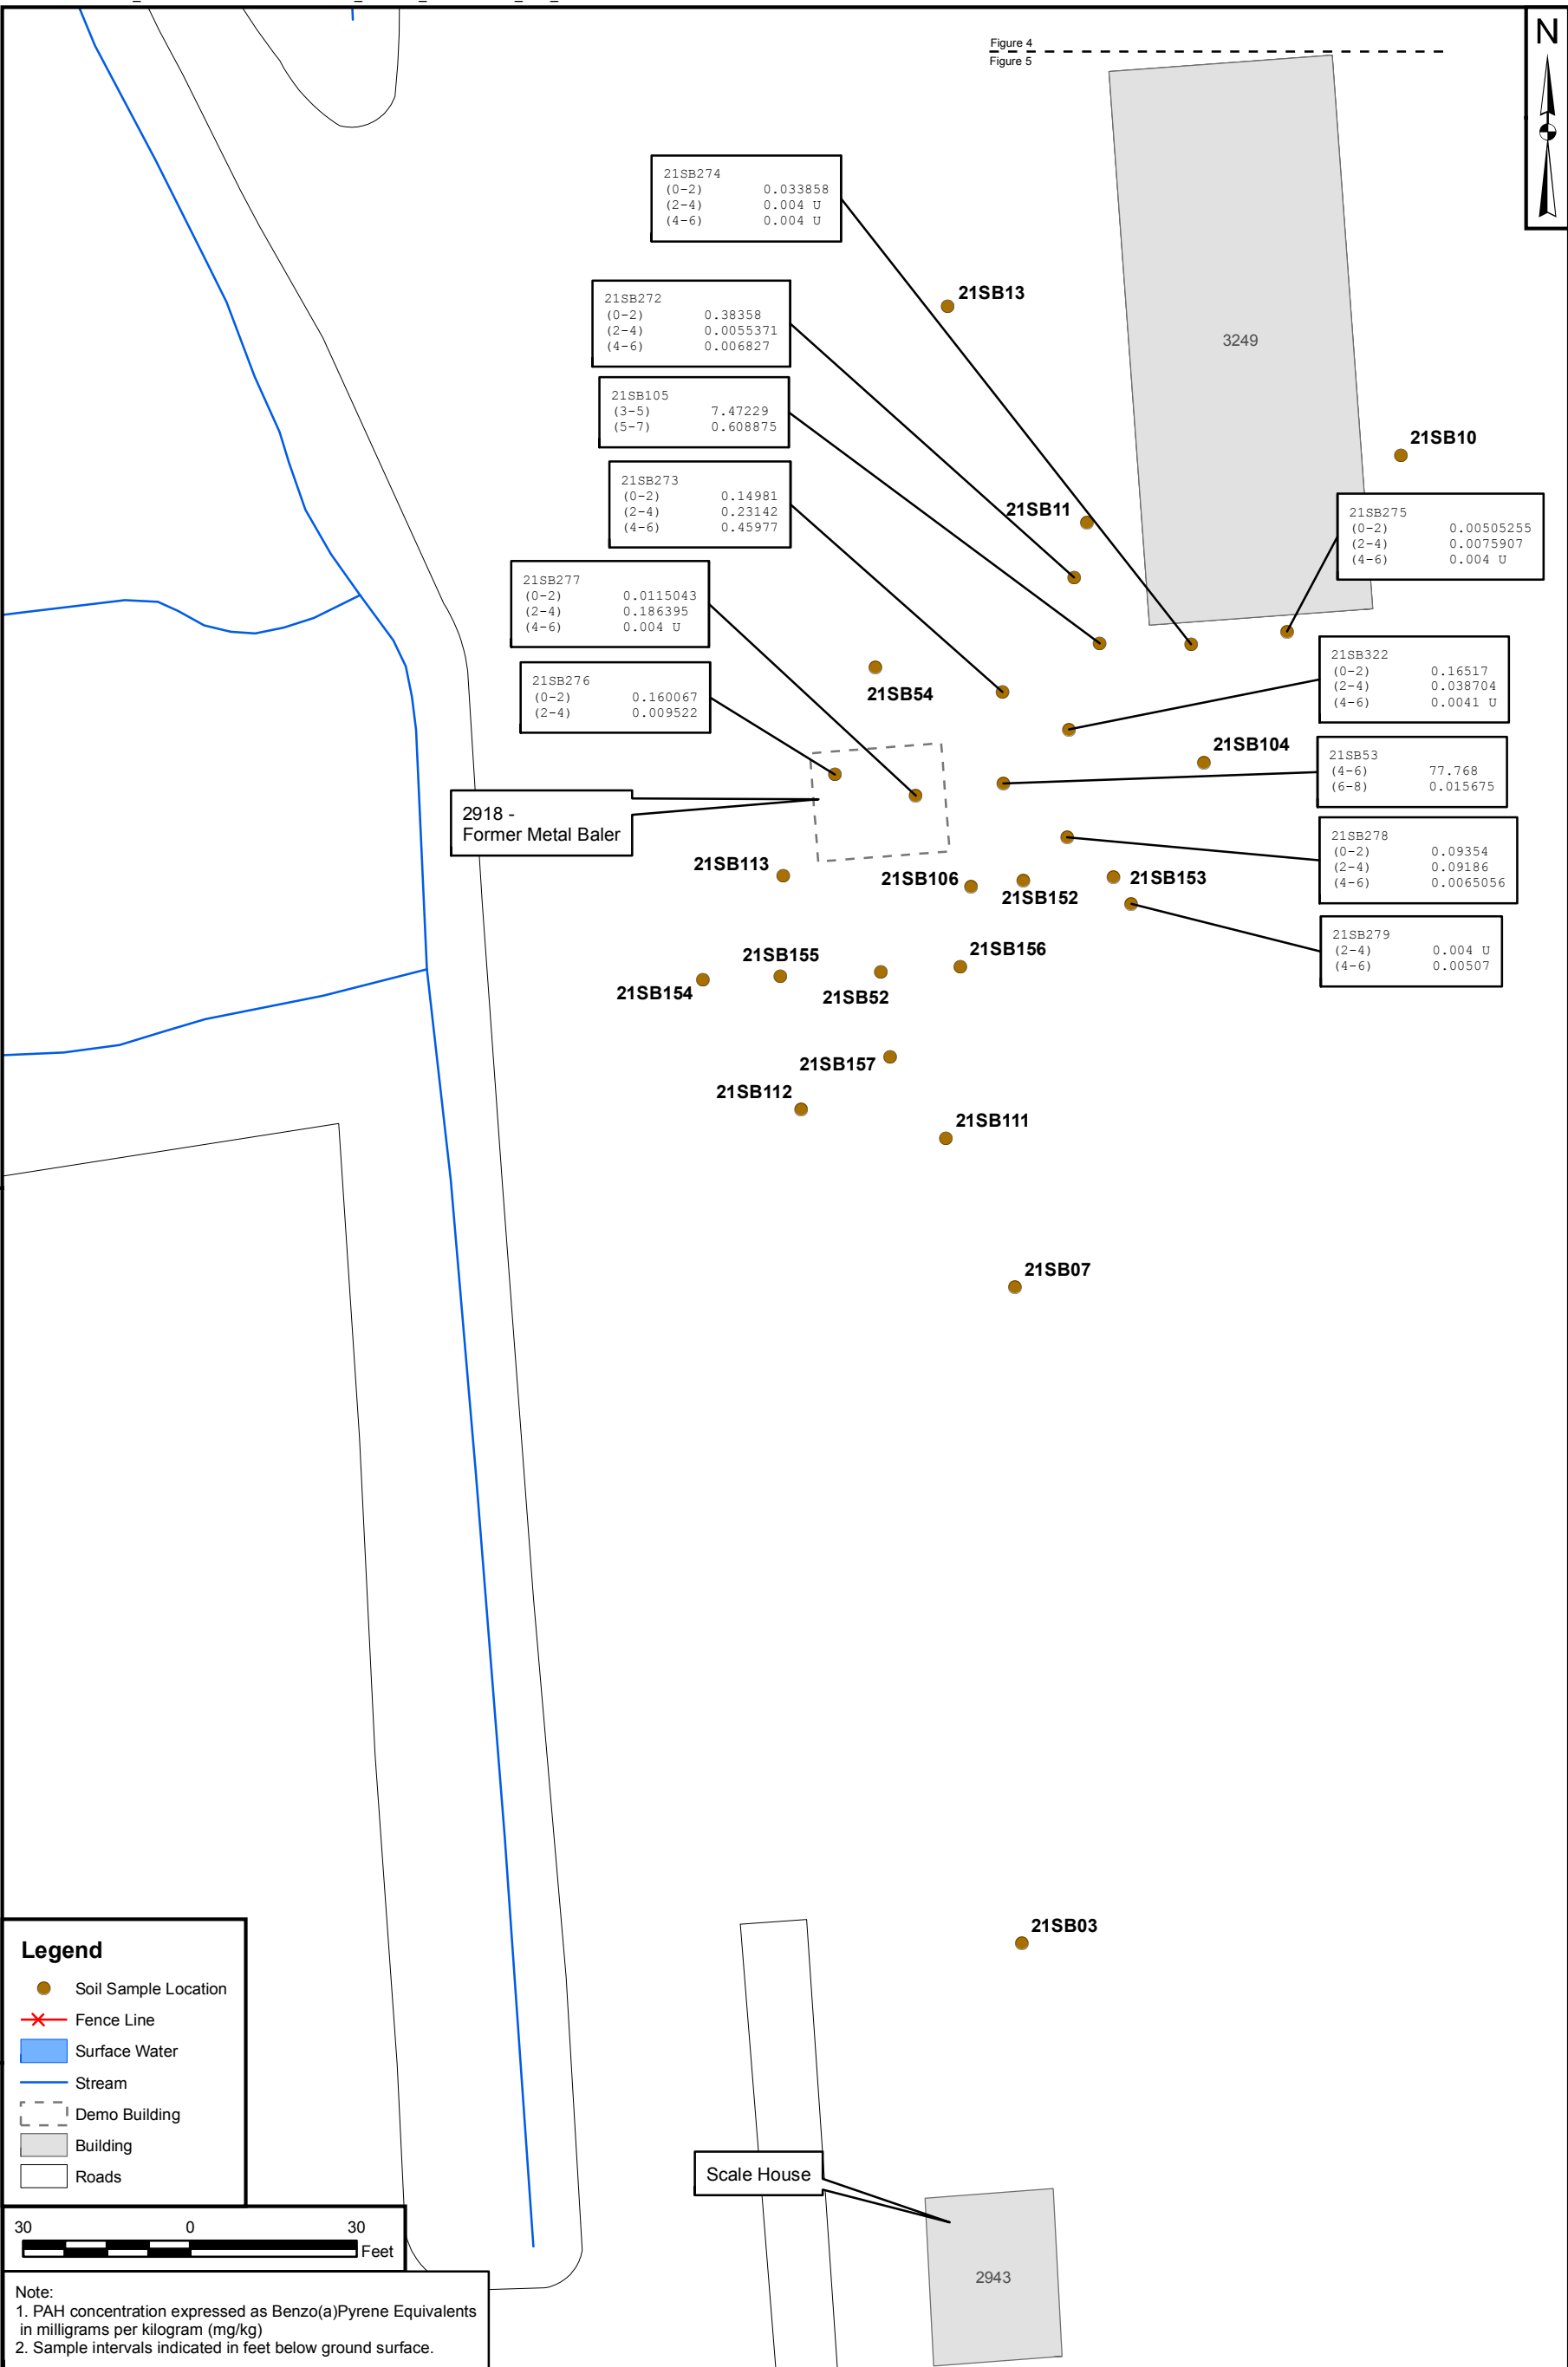 Figure 4
Figure 5
N
21SB274
(0-2) 0.033858
(2-4) 0.004 U
(4-6) 0.004 U
21SB13
21SB272
(0-2) 0.38358
(2-4) 0.0055371
(4-6) 0.006827
3249
21SB105
(3-5) 7.47229
(5-7) 0.608875
21SB10
21SB273
(0-2) 0.14981
(2-4) 0.23142
(4-6) 0.45977
21SB11
21SB275
(0-2) 0.00505255
(2-4) 0.0075907
(4-6) 0.004 U
21SB277
(0-2) 0.0115043
(2-4) 0.186395
(4-6) 0.004 U
21SB322
(0-2) 0.16517
(2-4) 0.038704
(4-6) 0.0041 U
21SB276
(0-2) 0.160067
(2-4) 0.009522
21SB54
21SB104
21SB53
(4-6) 77.768
(6-8) 0.015675
2918 -
Former Metal Baler
21SB278
(0-2) 0.09354
(2-4) 0.09186
(4-6) 0.0065056
21SB113
21SB106
21SB152
21SB153
21SB279
(2-4) 0.004 U
(4-6) 0.00507
21SB156
21SB155
21SB154
21SB52
21SB157
21SB112
21SB111
21SB07
21SB03
Legend
Soil Sample Location
Fence Line
Surface Water
Stream
Demo Building
Building
Roads
Scale House
2943
30 0 30
Feet
Note:
1. PAH concentration expressed as Benzo(a)Pyrene Equivalents
in milligrams per kilogram (mg/kg)
2. Sample intervals indicated in feet below ground surface.